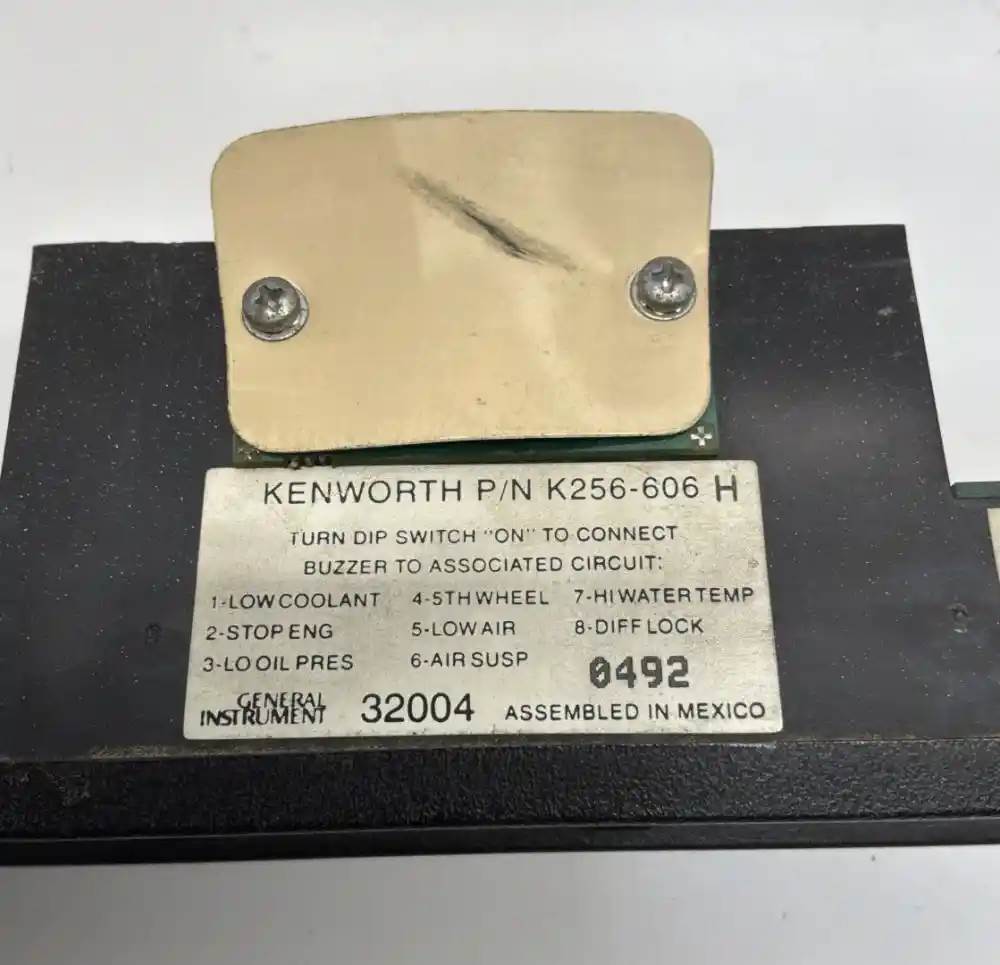 KENWORTH P/N K256-606 H
TURN DIP SWITCH "ON" TO CONNECT
BUZZER TO ASSOCIATED CIRCUIT:
1-LOW COOLANT 4-5TH WHEEL 7-HI WATER TEMP
2-STOP ENG 5-LOW AIR 8-DIFF LOCK
3-LO OIL PRES 6-AIR SUSP 0492
GENERAL
INSTRUMENT 32004 ASSEMBLED IN MEXICO